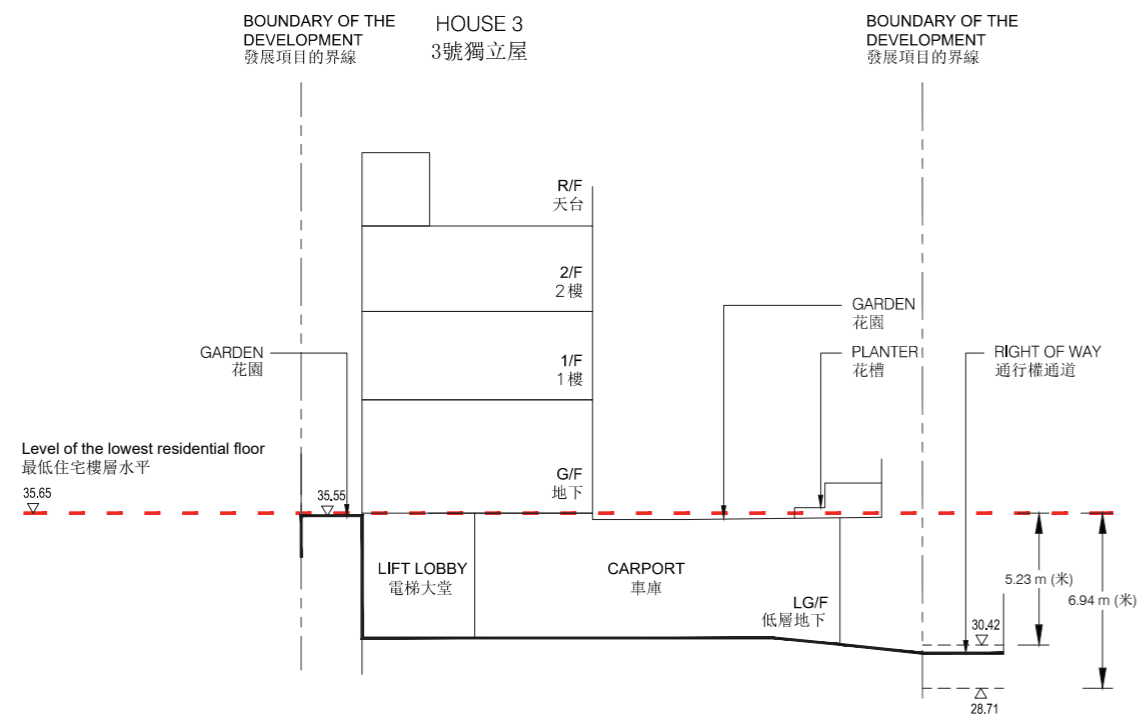 BOUNDARY OF THE
DEVELOPMENT
發展項目的界線
HOUSE 3
3號獨立屋
BOUNDARY OF THE
DEVELOPMENT
發展項目的界線
R/F
天台
2/F
2樓
GARDEN
花園
GARDEN
花園
1/F
1樓
PLANTER
花槽
RIGHT OF WAY
通行權通道
Level of the lowest residential floor
最低住宅樓層水平
35.65
35.55
G/F
地下
LIFT LOBBY
電梯大堂
CARPORT
車庫
LG/F
低層地下
5.23 m (米)
6.94 m (米)
30.42
28.71